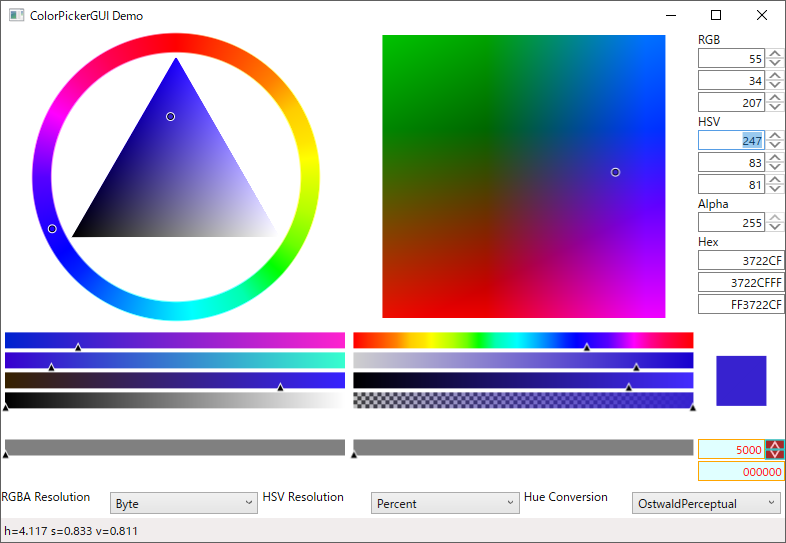 ColorPickerGUI Demo
RGB
55
34
207
HSV
247
83
81
Alpha
255
Hex
3722CF
3722CFFF
FF3722CF
5000
000000
RGBA Resolution
Byte
HSV Resolution
Percent
Hue Conversion
OstwaldPerceptual
h=4.117 s=0.833 v=0.811